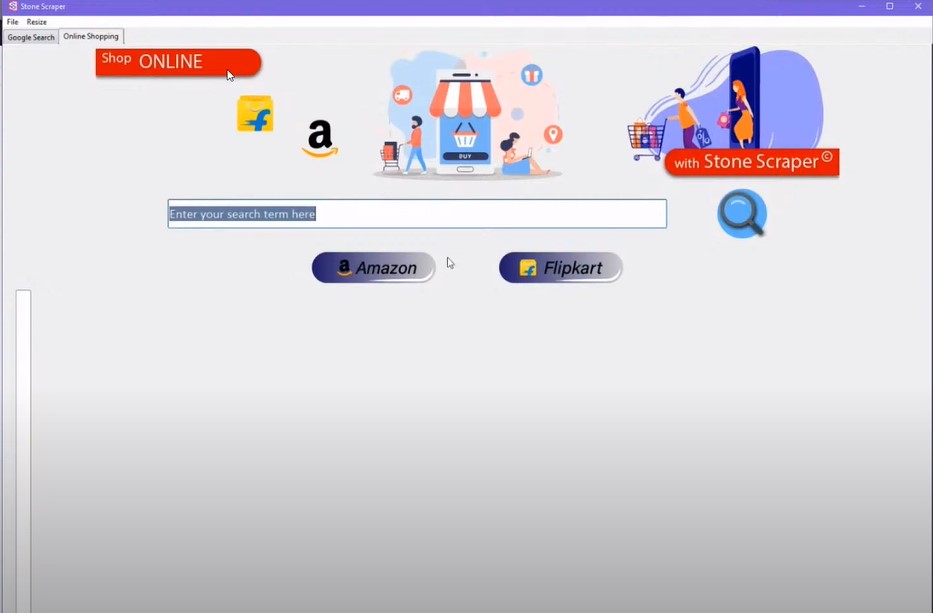 Stone Scraper
File Resize
Google Search Online Shopping
Shop ONLINE
a
BUY
%
with Stone Scraper©
Enter your search term here
a Amazon
Flipkart